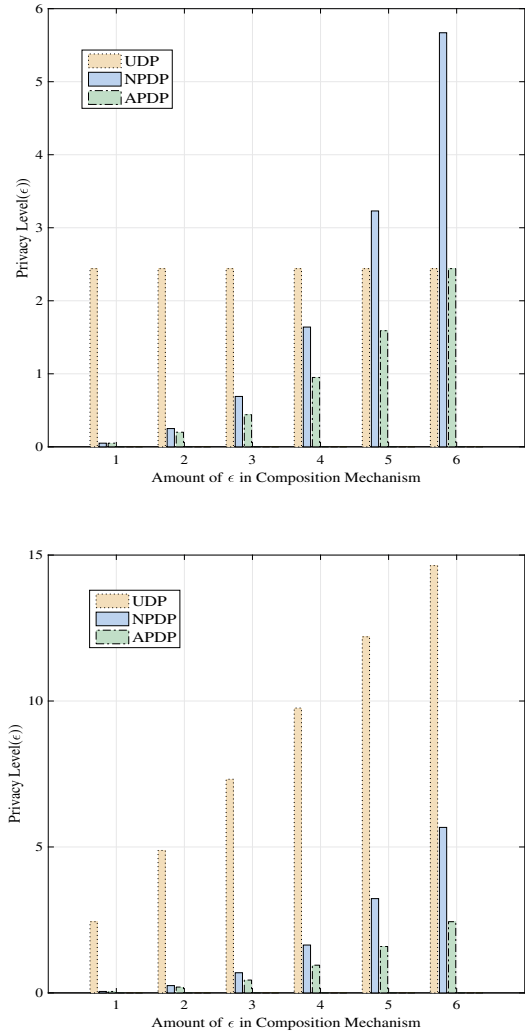 6
5
4
3
2
1
0
Privacy Level(ϵ))
UDP
NPDP
APDP
1 2 3 4 5 6
Amount of ϵ in Composition Mechanism
15
10
5
0
Privacy Level(ϵ))
UDP
NPDP
APDP
1 2 3 4 5 6
Amount of ϵ in Composition Mechanism